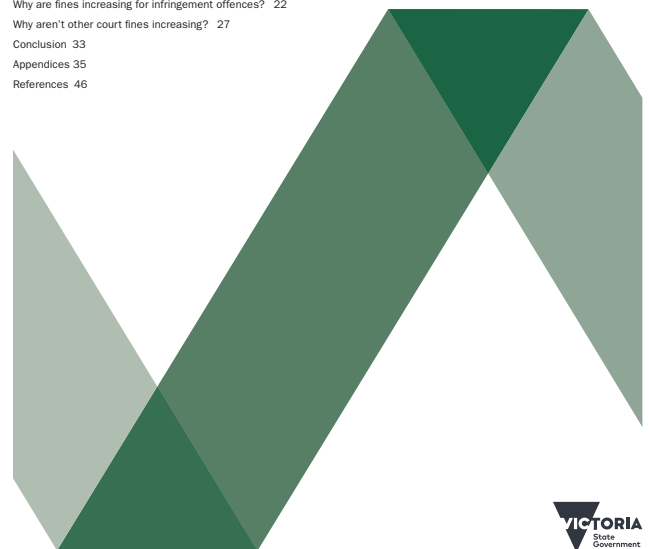 Why are fines increasing for infringement offences? 22
Why aren't other court fines increasing? 27
Conclusion 33
Appendices 35
References 46
VICTORIA
State
Government